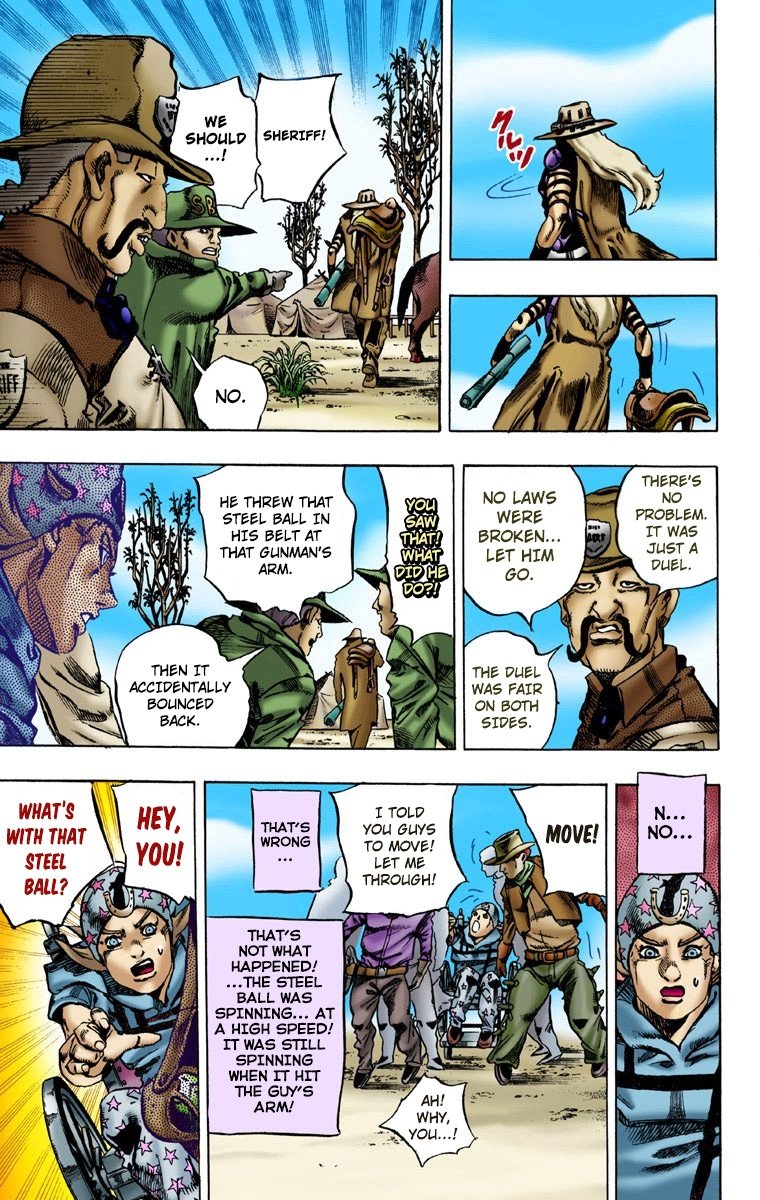 クルッ
SHERIFF!
WE
SHOULD
...!
NO.
SB
RIFF
THERE'S
NO
PROBLEM.
IT WAS
JUST A
DUEL.
NO LAWS
WERE
BROKEN...
LET HIM
GO.
THE DUEL
WAS FAIR
ON BOTH
SIDES.
YOU
SAW
THAT!
WHAT
DID HE
DO?!
HE THREW THAT
STEEL BALL IN
HIS BELT AT
THAT GUNMAN'S
ARM.
THEN IT
ACCIDENTALLY
BOUNCED
BACK.
N...
NO...
MOVE!
I TOLD
YOU GUYS
TO MOVE!
LET ME
THROUGH!
AH!
WHY,
YOU...!
THAT'S
WRONG
...
THAT'S
NOT WHAT
HAPPENED!
...THE STEEL
BALL WAS
SPINNING... AT
A HIGH SPEED!
IT WAS STILL
SPINNING
WHEN IT HIT
THE GUY'S
ARM!
HEY,
YOU!
WHAT'S
WITH THAT
STEEL
BALL?